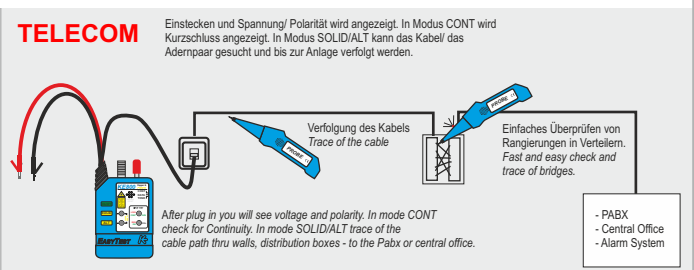 TELECOM
Einstecken und Spannung/ Polarität wird angezeigt. In Modus CONT wird
Kurzschluss angezeigt. In Modus SOLID/ALT kann das Kabel/ das
Adernpaar gesucht und bis zur Anlage verfolgt werden.
PROBE
PROBE
Verfolgung des Kabels
Trace of the cable
Einfaches Überprüfen von
Rangierungen in Verteilern.
Fast and easy check and
trace of bridges.
KE800
EASYTEST
After plug in you will see voltage and polarity. In mode CONT
check for Continuity. In mode SOLID/ALT trace of the
cable path thru walls, distribution boxes - to the Pabx or central office.
- PABX
- Central Office
- Alarm System